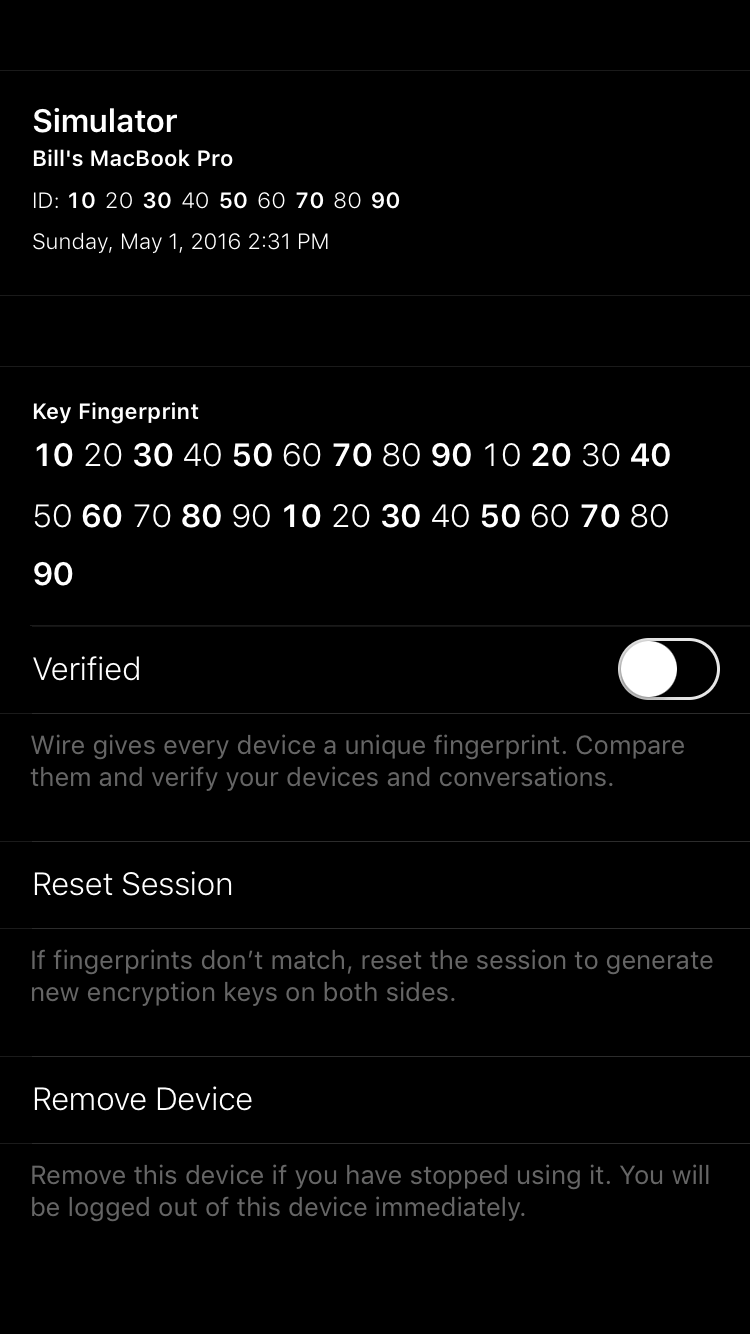 Simulator
Bill's MacBook Pro
ID: 10 20 30 40 50 60 70 80 90
Sunday, May 1, 2016 2:31 PM
Key Fingerprint
10 20 30 40 50 60 70 80 90 10 20 30 40
50 60 70 80 90 10 20 30 40 50 60 70 80
90
Verified
Wire gives every device a unique fingerprint. Compare
them and verify your devices and conversations.
Reset Session
If fingerprints don’t match, reset the session to generate
new encryption keys on both sides.
Remove Device
Remove this device if you have stopped using it. You will
be logged out of this device immediately.